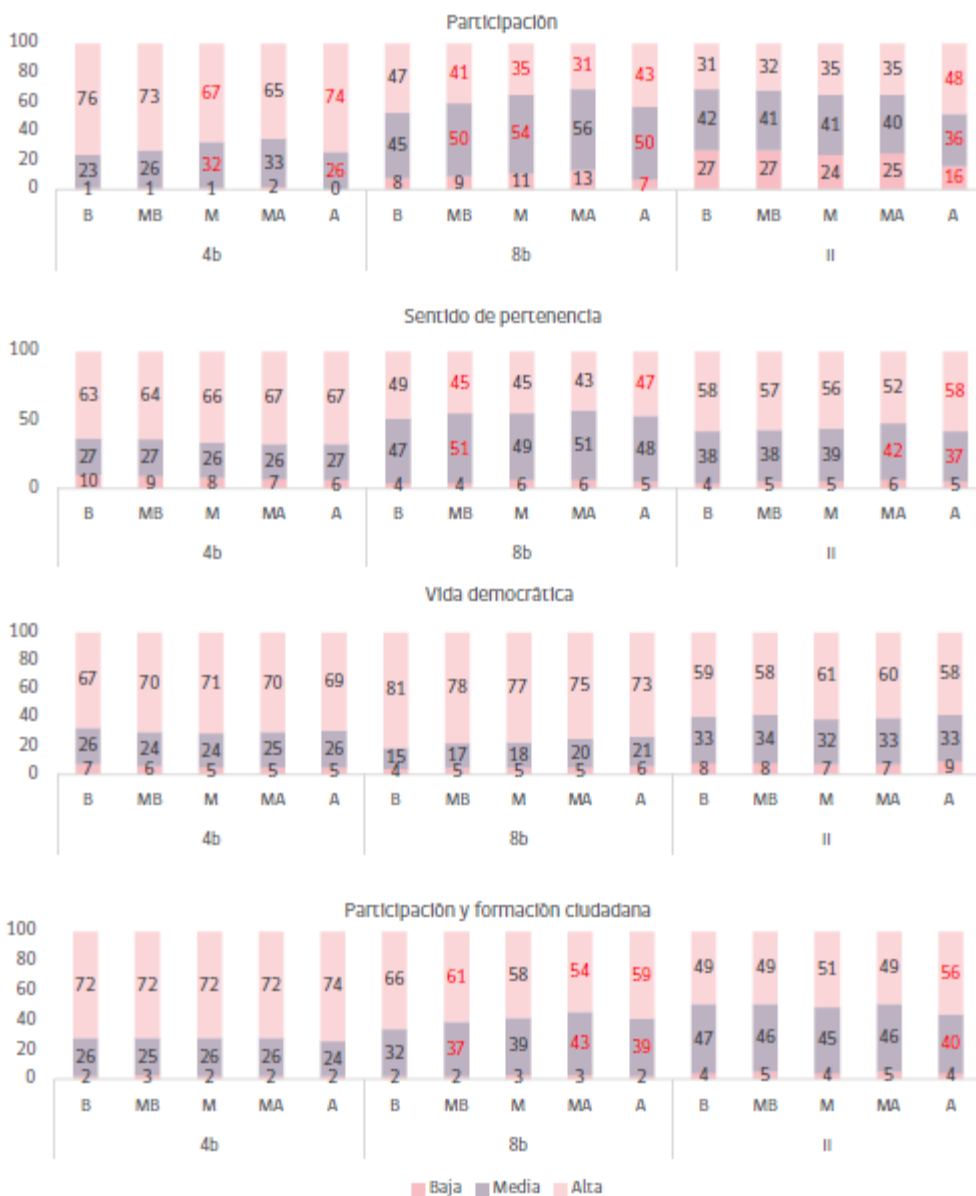 Participación
100
80
60
40
20
0
76 73 67 65 74 47 41 35 31 43 31 32 35 35 48
23 26 32 33 26 45 50 54 56 50 42 41 41 40 36
1 1 1 2 0 8 9 11 13 7 27 27 24 25 16
B MB M MA A B MB M MA A B MB M MA A
4b 8b II
Sentido de pertenencia
100
50
0
63 64 66 67 67 49 45 45 43 47 58 57 56 52 58
27 27 26 26 27 47 51 49 51 48 38 38 39 42 37
10 9 8 7 6 4 4 6 6 5 4 5 5 6 5
B MB M MA A B MB M MA A B MB M MA A
4b 8b II
Vida democrática
100
80
60
40
20
0
67 70 71 70 69 81 78 77 75 73 59 58 61 60 58
26 24 24 25 26 15 17 18 20 21 33 34 32 33 33
7 6 5 5 5 4 5 5 5 6 8 8 7 7 9
B MB M MA A B MB M MA A B MB M MA A
4b 8b II
Participación y formación ciudadana
100
80
60
40
20
0
72 72 72 72 74 66 61 58 54 59 49 49 51 49 56
26 25 26 26 24 32 37 39 43 39 47 46 45 46 40
2 3 2 2 2 2 2 3 3 2 4 5 4 5 4
B MB M MA A B MB M MA A B MB M MA A
4b 8b II
Baja Media Alta